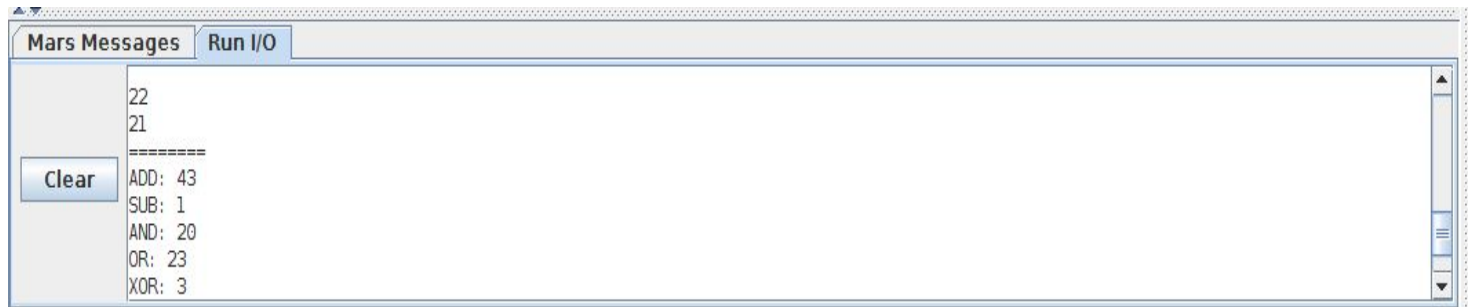 Mars Messages Run I/O
22
21
========
Clear
ADD: 43
SUB: 1
AND: 20
OR: 23
XOR: 3